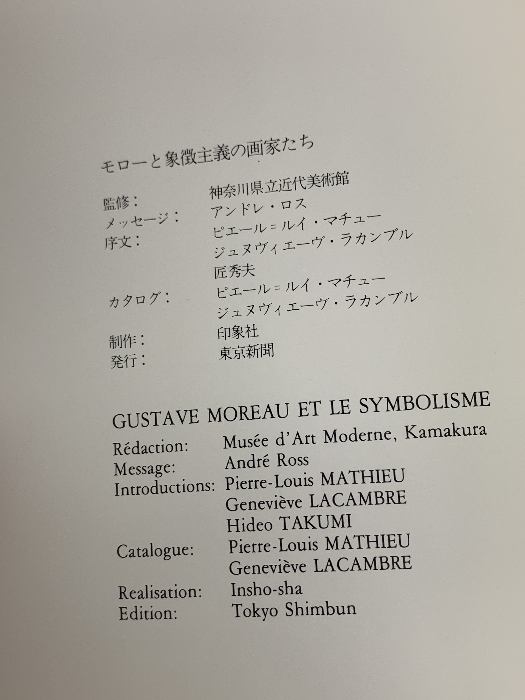 モローと象徴主義の画家たち
監修： 神奈川県立近代美術館
メッセージ： アンドレ・ロス
序文： ピエール＝ルイ・マチュー
ジュヌヴィエーヴ・ラカンブル
匠秀夫
カタログ： ピエール＝ルイ・マチュー
ジュヌヴィエーヴ・ラカンブル
制作： 印象社
発行： 東京新聞
GUSTAVE MOREAU ET LE SYMBOLISME
Rédaction: Musée d'Art Moderne, Kamakura
Message: André Ross
Introductions: Pierre-Louis MATHIEU
Geneviève LACAMBRE
Hideo TAKUMI
Catalogue: Pierre-Louis MATHIEU
Geneviève LACAMBRE
Realisation: Insho-sha
Edition: Tokyo Shimbun